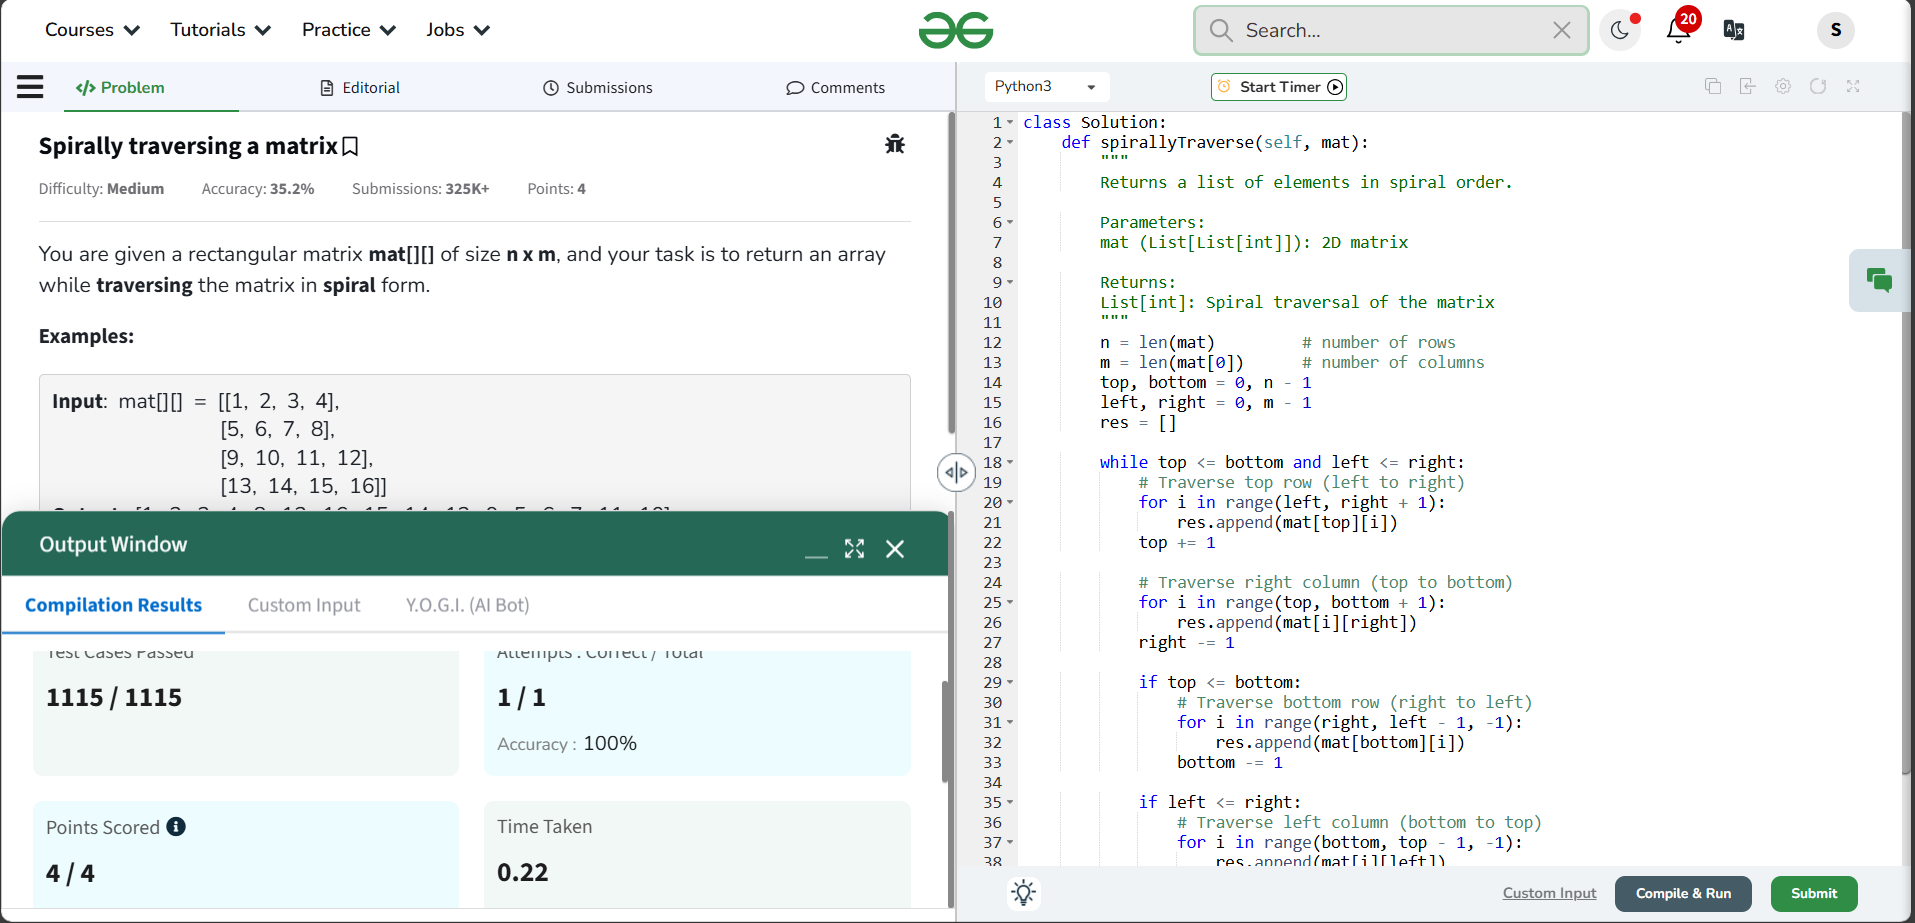 Courses Tutorials Practice Jobs
Search...
20
S
Problem Editorial Submissions Comments
Python3
Start Timer
Spirally traversing a matrix
Difficulty: Medium Accuracy: 35.2% Submissions: 325K+ Points: 4
You are given a rectangular matrix mat[][] of size n x m, and your task is to return an array
while traversing the matrix in spiral form.
Examples:
Input: mat[][] = [[1, 2, 3, 4],
[5, 6, 7, 8],
[9, 10, 11, 12],
[13, 14, 15, 16]]
Output Window
Compilation Results Custom Input Y.O.G.I. (AI Bot)
Test Cases Passed
1115 / 1115
Attempts : Correct / Total
1 / 1
Accuracy : 100%
Points Scored
4 / 4
Time Taken
0.22
1 class Solution:
2 def spirallyTraverse(self, mat):
3 """
4 Returns a list of elements in spiral order.
5
6 Parameters:
7 mat (List[List[int]]): 2D matrix
8
9 Returns:
10 List[int]: Spiral traversal of the matrix
11 """
12 n = len(mat) # number of rows
13 m = len(mat[0]) # number of columns
14 top, bottom = 0, n - 1
15 left, right = 0, m - 1
16 res = []
17
18 while top <= bottom and left <= right:
19 # Traverse top row (left to right)
20 for i in range(left, right + 1):
21 res.append(mat[top][i])
22 top += 1
23
24 # Traverse right column (top to bottom)
25 for i in range(top, bottom + 1):
26 res.append(mat[i][right])
27 right -= 1
28
29 if top <= bottom:
30 # Traverse bottom row (right to left)
31 for i in range(right, left - 1, -1):
32 res.append(mat[bottom][i])
33 bottom -= 1
34
35 if left <= right:
36 # Traverse left column (bottom to top)
37 for i in range(bottom, top - 1, -1):
38 res.append(mat[i][left])
Custom Input Compile & Run Submit